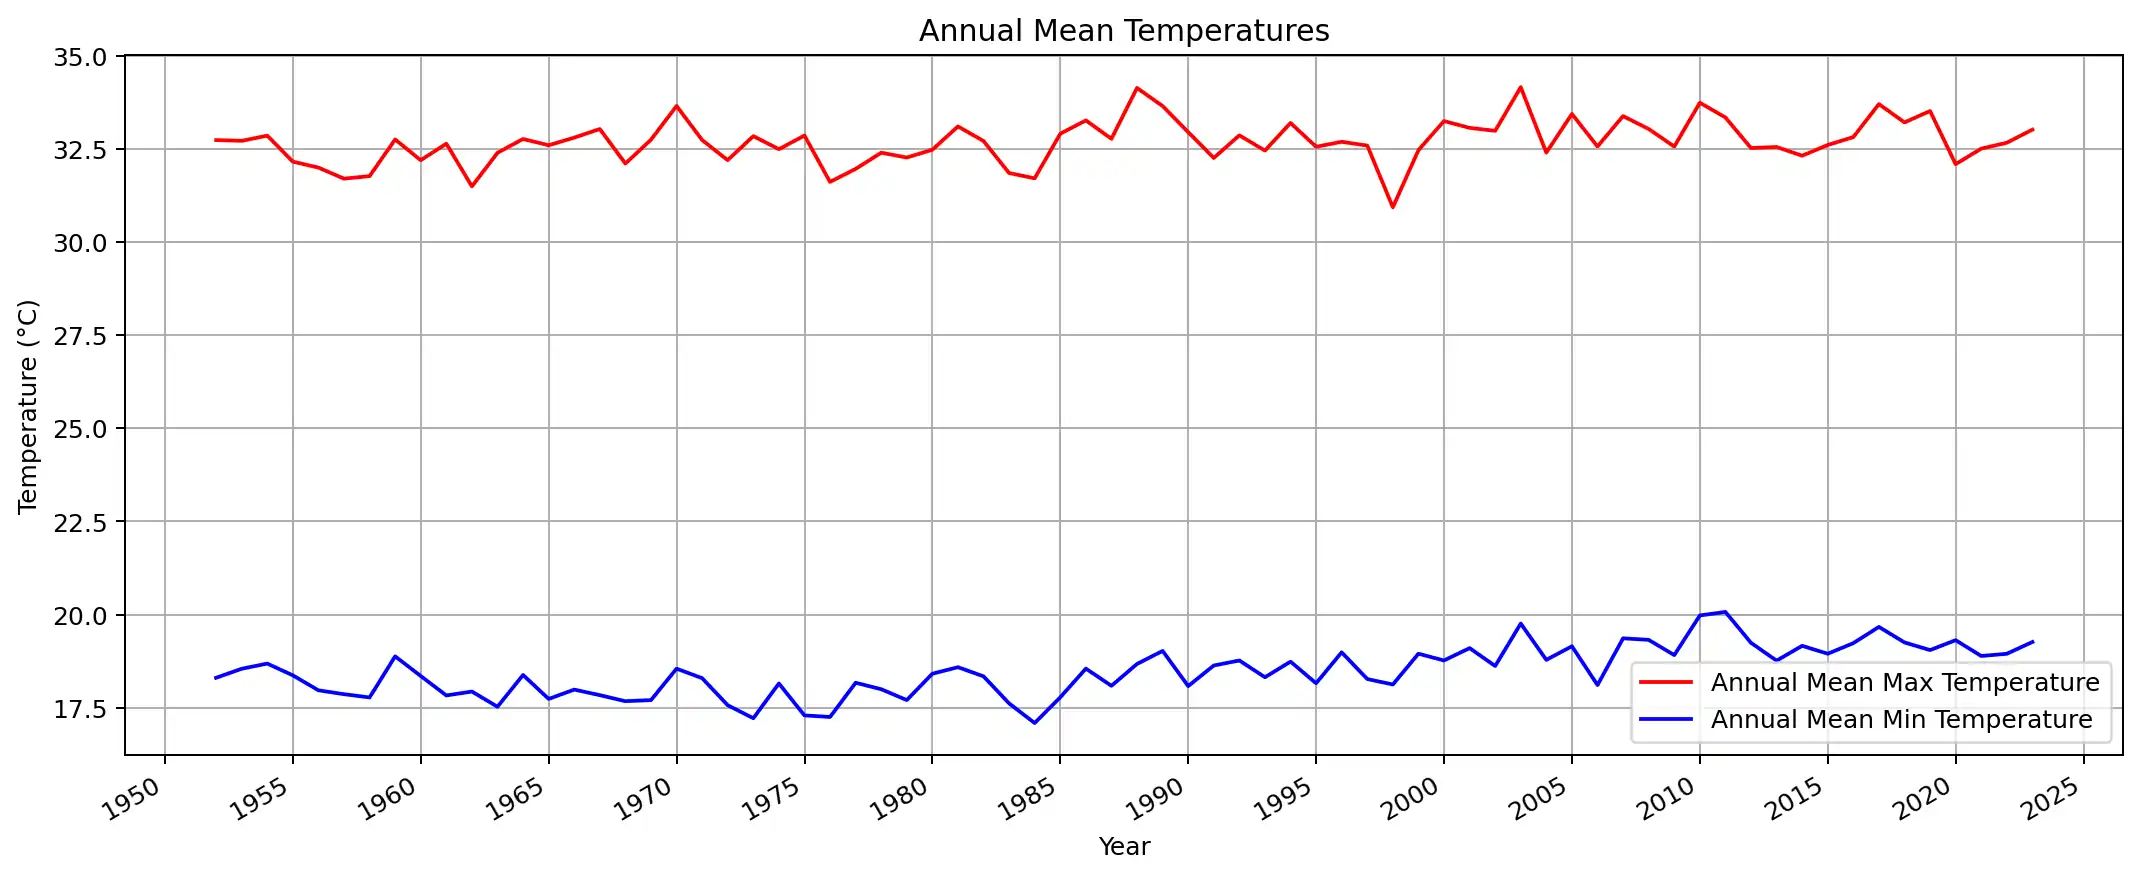 Annual Mean Temperatures
35.0
32.5
30.0
27.5
25.0
22.5
20.0
17.5
Temperature (°C)
Annual Mean Max Temperature
Annual Mean Min Temperature
1950 1955 1960 1965 1970 1975 1980 1985 1990 1995 2000 2005 2010 2015 2020 2025
Year